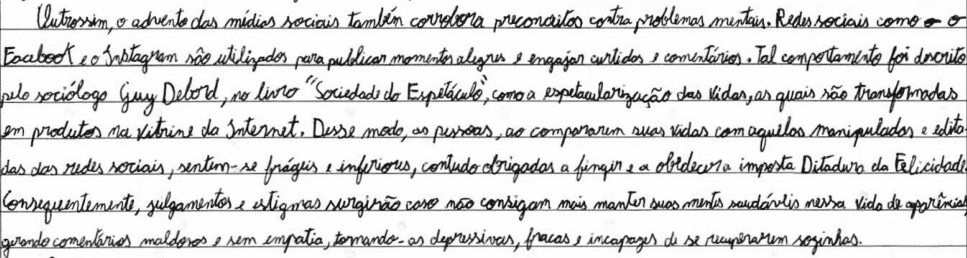 Outrossim, o advento das mídias sociais também corrobora preconceitos contra problemas mentais. Redes sociais como o o
Facebook e o Instagram são utilizados para publicar momentos alegres e engajar curtidas e comentários. Tal comportamento foi descrito
pelo sociólogo Guy Debord, no livro "Sociedade do Espetáculo", como a espetacularização das vidas, as quais são transformadas
em produtos na vitrine da Internet. Desse modo, as pessoas, ao compararem suas vidas com aquelas manipuladas e edita-
das das redes sociais, sentem-se frágeis e inferiores, contudo obrigadas a fingir e a obedecer a imposta Ditadura da Felicidade.
Consequentemente, julgamentos e estigmas surgirão caso não consigam mais manter suas mentes saudáveis nessa vida de aparências,
gerando comentários maldosos e sem empatia, tornando-as depressivas, fracas e incapazes de se recuperarem sozinhas.